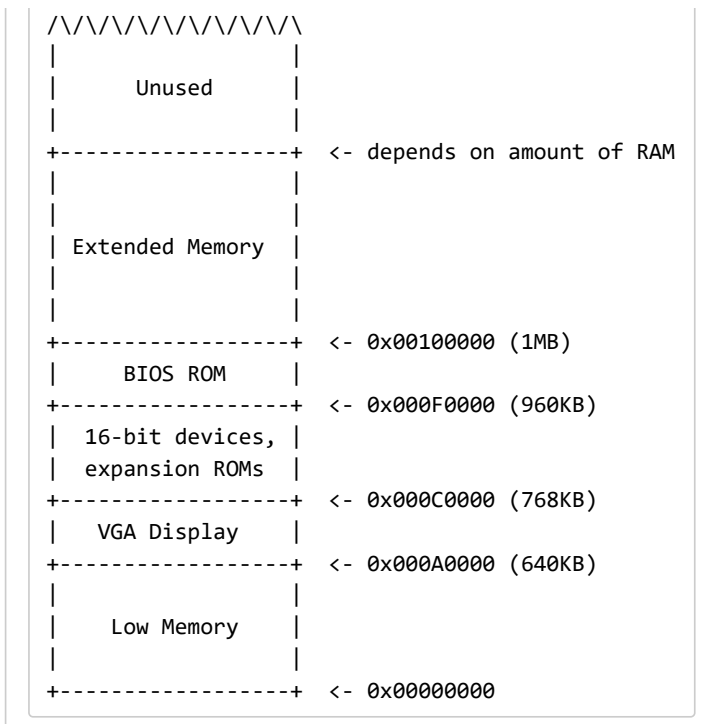 /\/\/\/\/\/\/\/\/\/\
|                  |
|      Unused      |
|                  |
+------------------+  <- depends on amount of RAM
|                  |
|                  |
| Extended Memory  |
|                  |
|                  |
+------------------+  <- 0x00100000 (1MB)
|     BIOS ROM     |
+------------------+  <- 0x000F0000 (960KB)
|  16-bit devices, |
|  expansion ROMs  |
+------------------+  <- 0x000C0000 (768KB)
|   VGA Display    |
+------------------+  <- 0x000A0000 (640KB)
|                  |
|    Low Memory    |
|                  |
+------------------+  <- 0x00000000